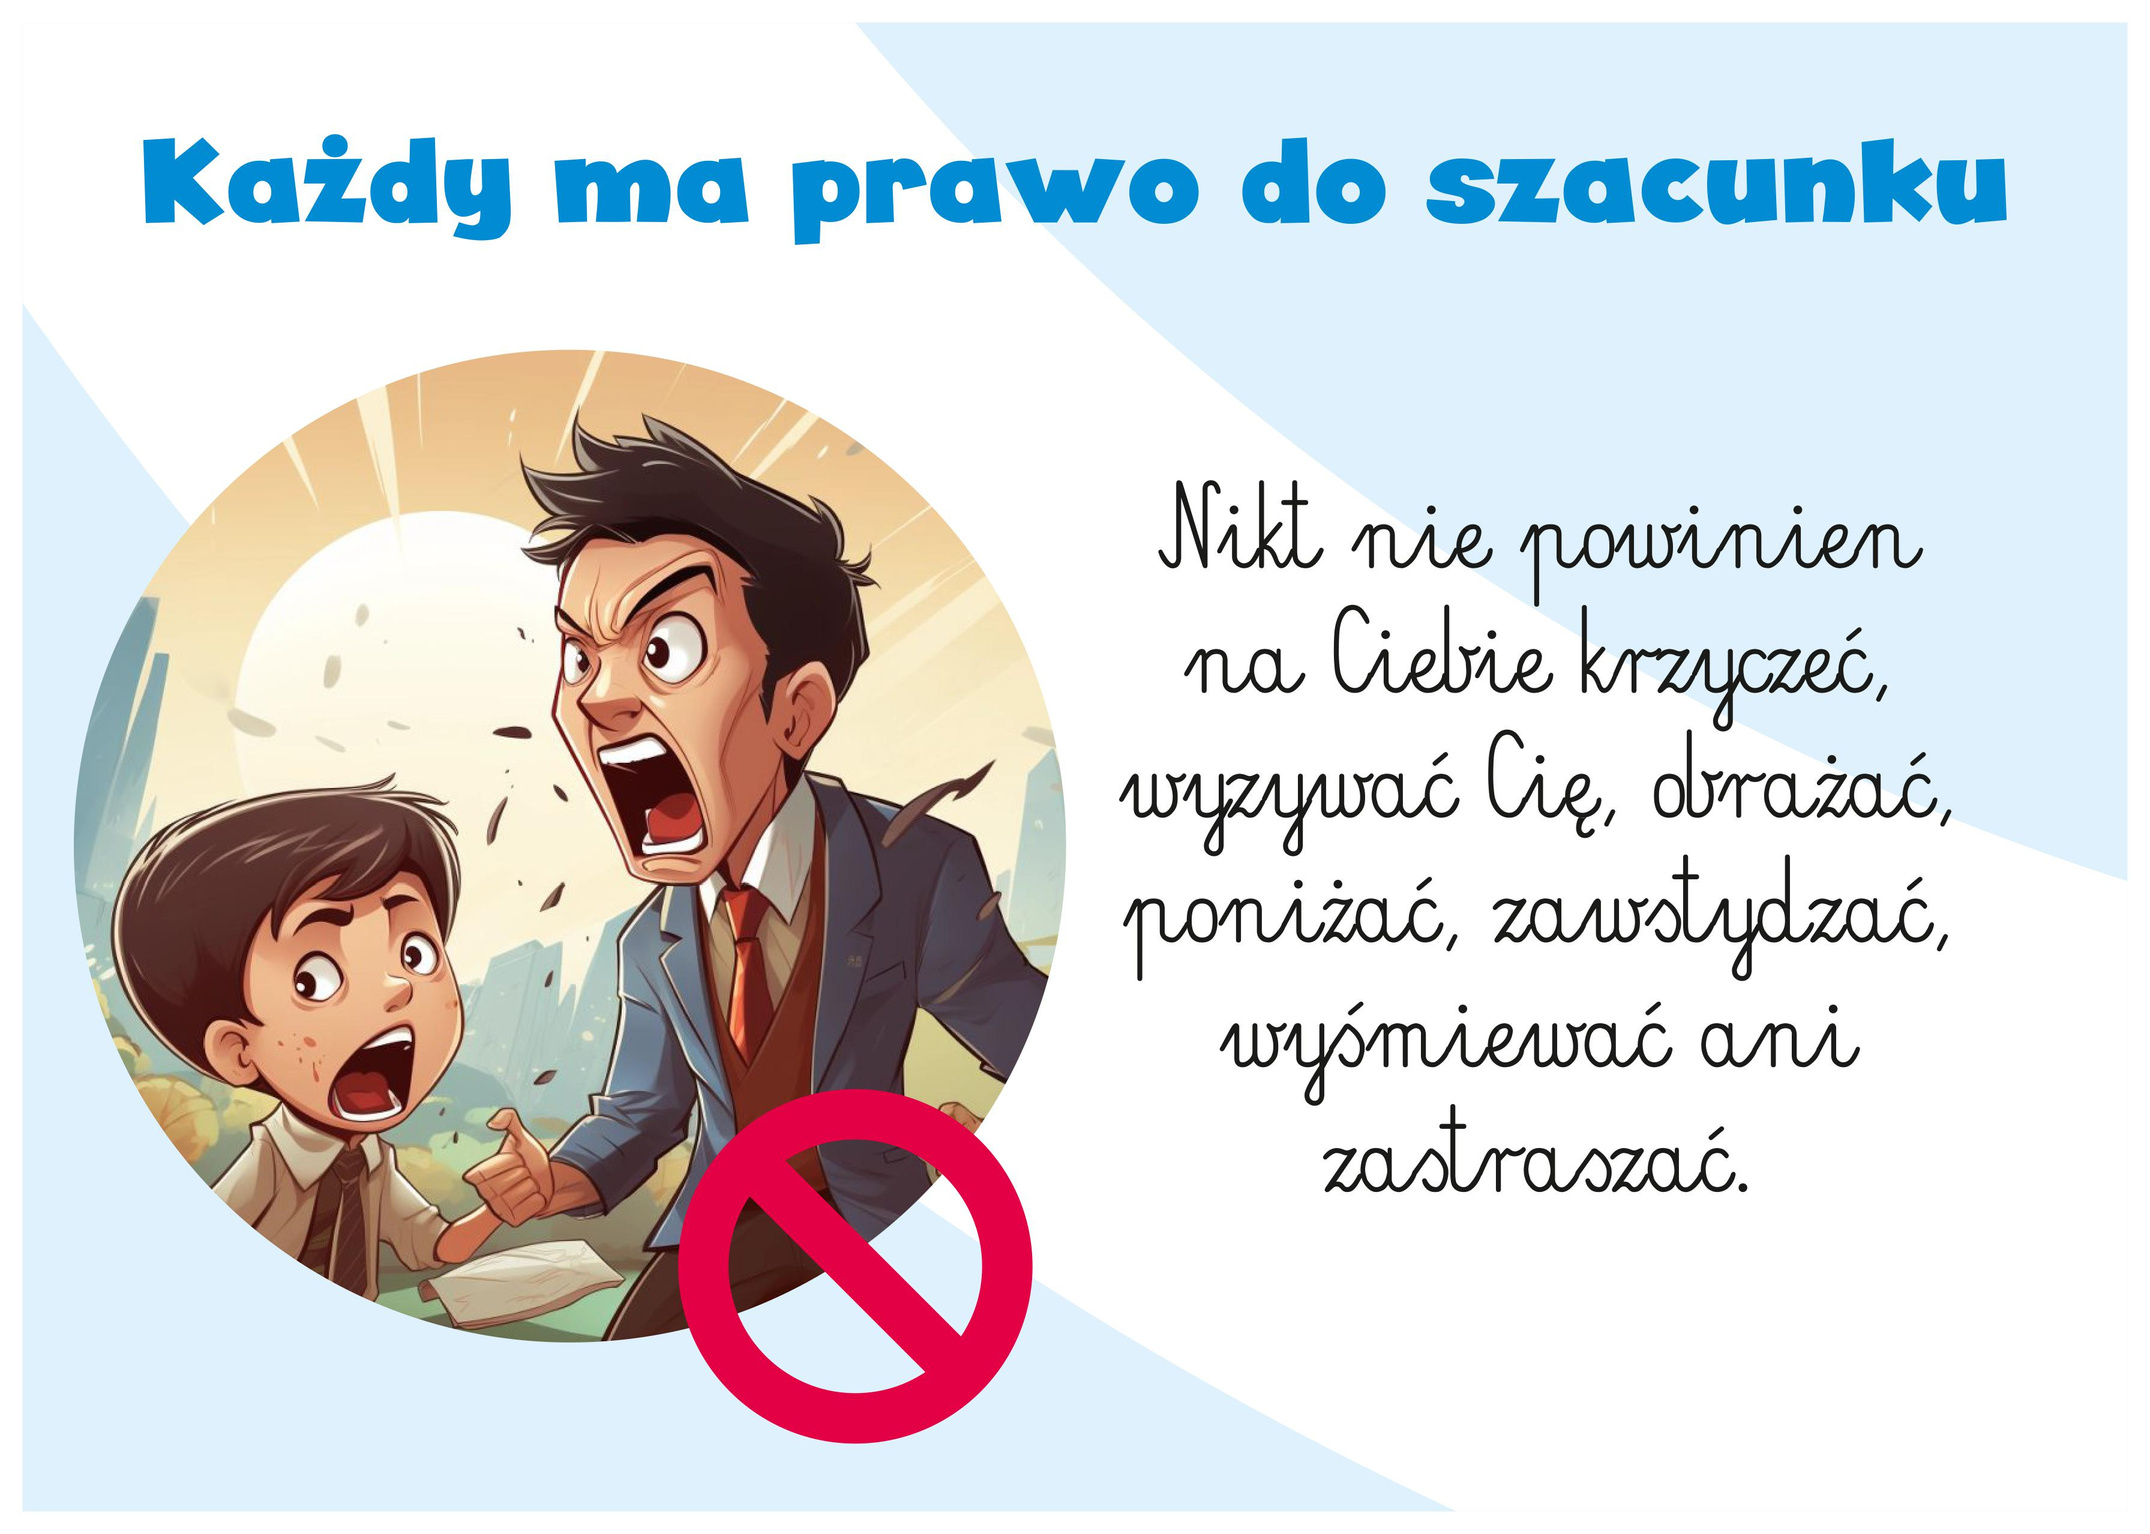 Każdy ma prawo do szacunku
Nikt nie powinien
na Ciebie krzyczeć,
wyzywać Cię, obrażać,
poniżać, zawstydzać,
wyśmiewać ani
zastraszać.